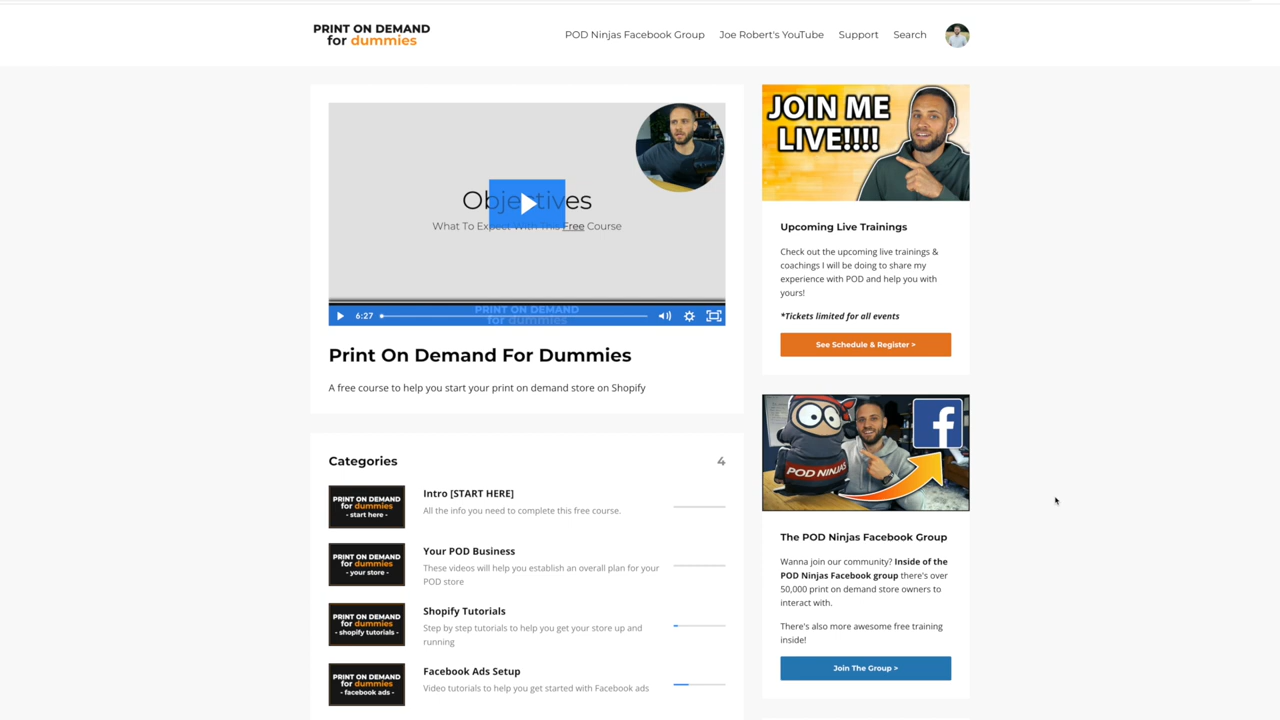 PRINT ON DEMAND
for dummies
POD Ninjas Facebook Group
Joe Robert's YouTube
Support
Search
Objectives
What To Expect With This Free Course
PRINT ON DEMAND
for dummies
6:27
Print On Demand For Dummies
A free course to help you start your print on demand store on Shopify
Categories
4
PRINT ON DEMAND
for dummies
- start here -
Intro [START HERE]
All the info you need to complete this free course.
PRINT ON DEMAND
for dummies
- your store -
Your POD Business
These videos will help you establish an overall plan for your
POD store
PRINT ON DEMAND
for dummies
- shopify tutorials -
Shopify Tutorials
Step by step tutorials to help you get your store up and
running
PRINT ON DEMAND
for dummies
- facebook ads -
Facebook Ads Setup
Video tutorials to help you get started with Facebook ads
JOIN ME
LIVE!!!!
Upcoming Live Trainings
Check out the upcoming live trainings &
coachings I will be doing to share my
experience with POD and help you with
yours!
*Tickets limited for all events
See Schedule & Register >
POD NINJAS
f
The POD Ninjas Facebook Group
Wanna join our community? Inside of the
POD Ninjas Facebook group there's over
50,000 print on demand store owners to
interact with.
There's also more awesome free training
inside!
Join The Group >